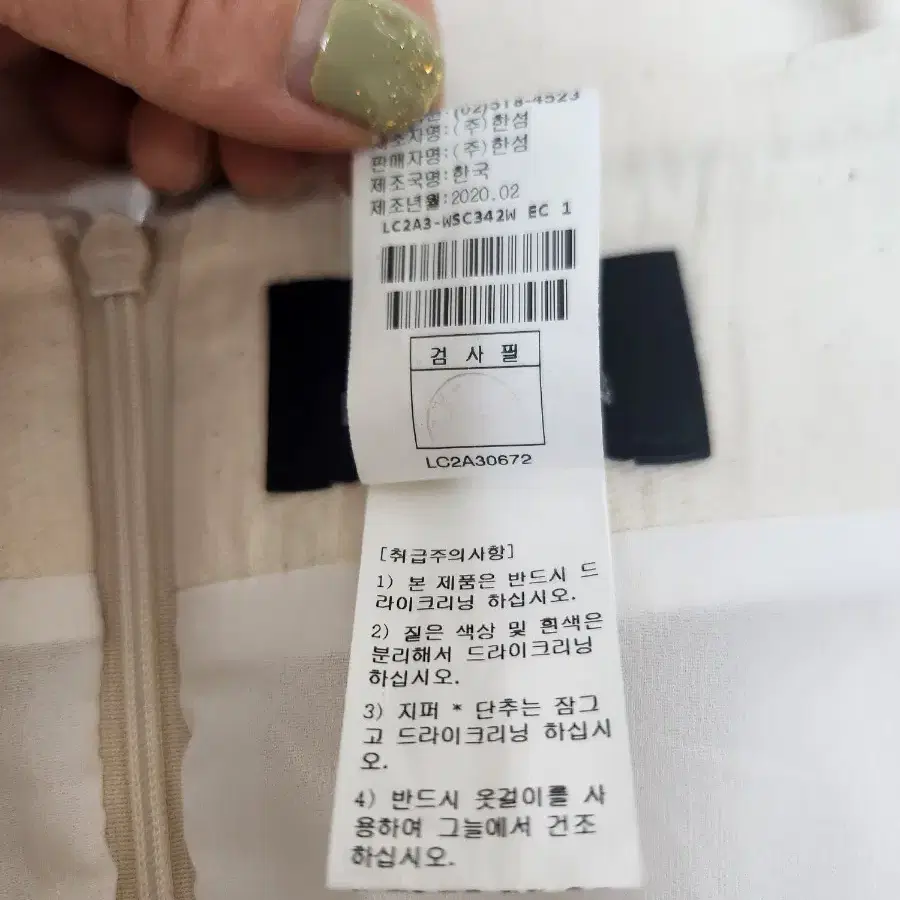 (02)518-4523
제조자명:(주)한섬
판매자명:(주)한섬
제조국명:한국
제조년월:2020.02
LC2A3-WSC342W EC 1
검 사 필
LC2A30672
[취급주의사항]
1) 본 제품은 반드시 드
라이크리닝 하십시오.
2) 짙은 색상 및 흰색은
분리해서 드라이크리닝
하십시오.
3) 지퍼 * 단추는 잠그
고 드라이크리닝 하십시
오.
4) 반드시 옷걸이를 사
용하여 그늘에서 건조
하십시오.